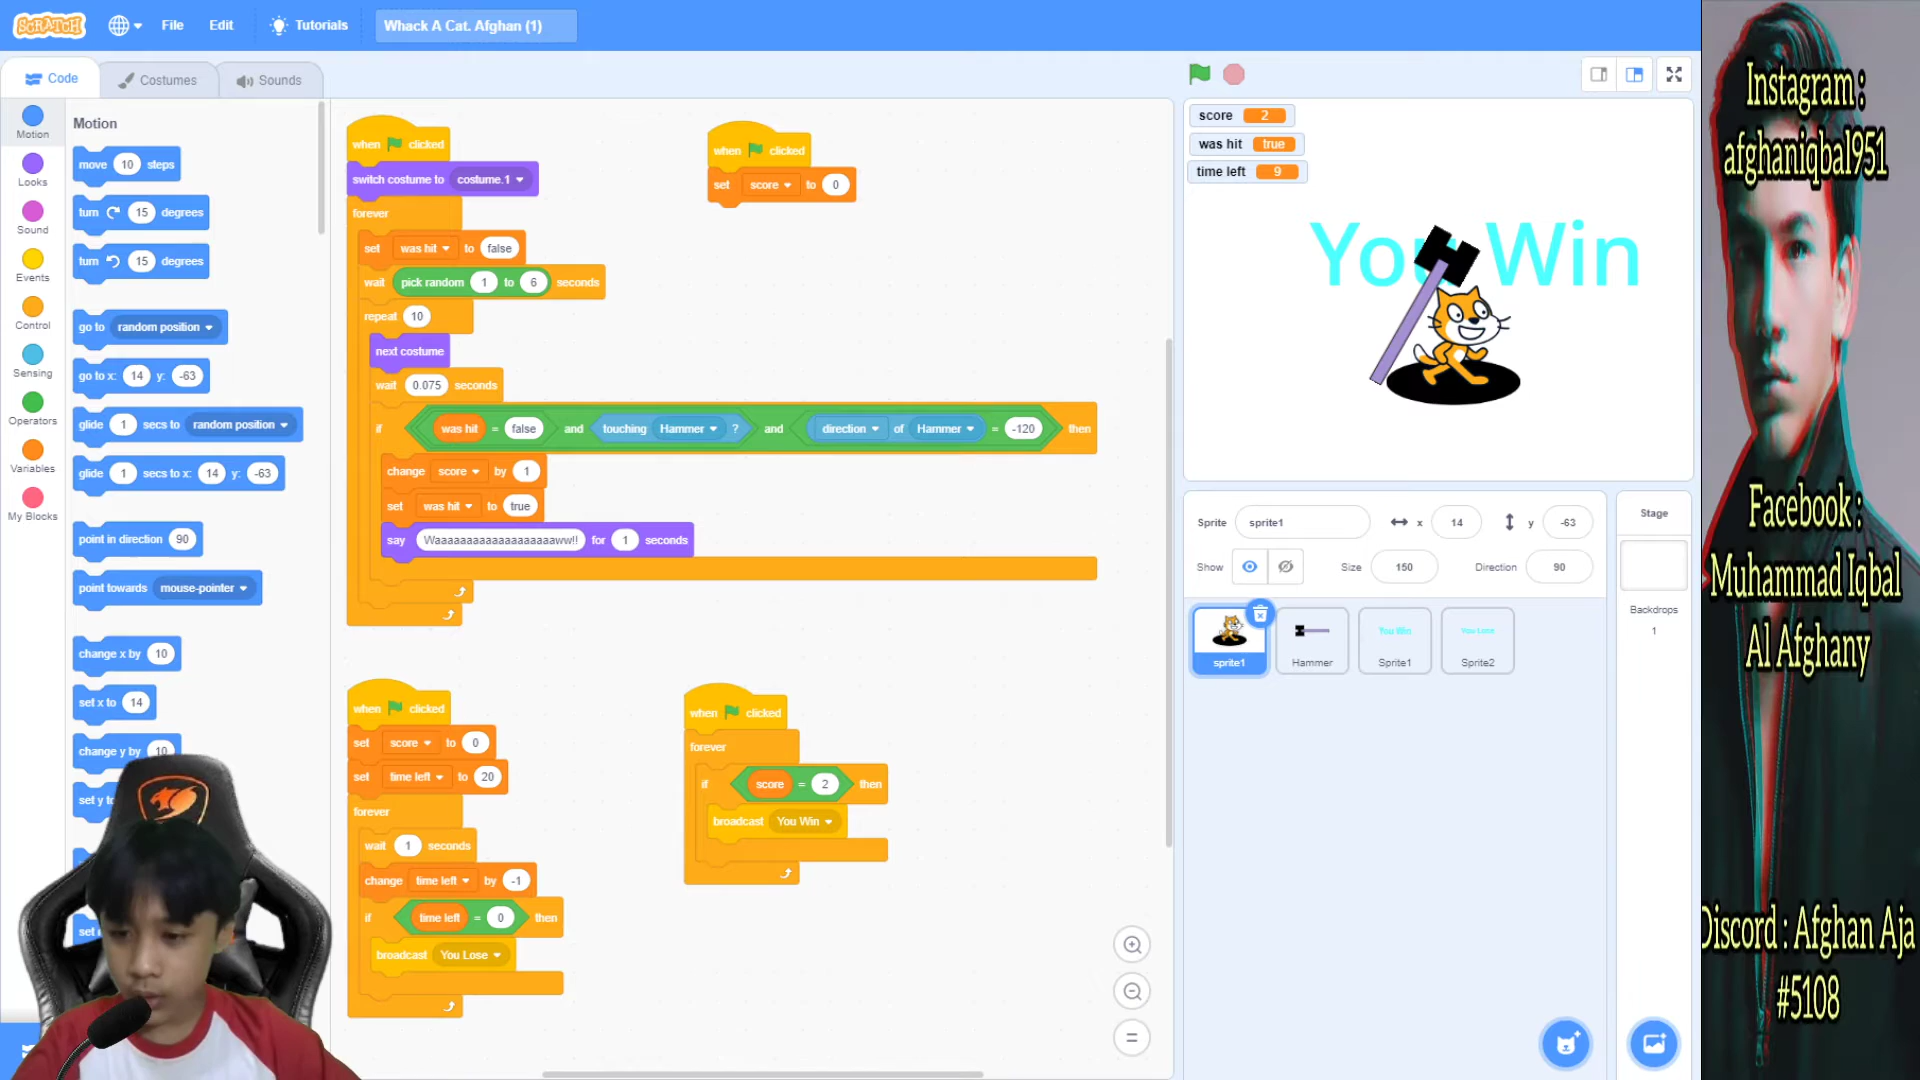 SCRATCH
File
Edit
Tutorials
Whack A Cat. Afghan (1)
Code
Costumes
Sounds
Motion
Looks
Sound
Events
Control
Sensing
Operators
Variables
My Blocks
Motion
move 10 steps
turn 15 degrees
turn 15 degrees
go to random position
go to x: 14 y: -63
glide 1 secs to random position
glide 1 secs to x: 14 y: -63
point in direction 90
point towards mouse-pointer
change x by 10
set x to 14
change y by 10
when clicked
switch costume to costume.1
forever
set was hit to false
wait pick random 1 to 6 seconds
repeat 10
next costume
wait 0.075 seconds
if was hit = false and touching Hammer ? and direction of Hammer = -120 then
change score by 1
set was hit to true
say Waaaaaaaaaaaaaaaaaaaww!! for 1 seconds
when clicked
set score to 0
when clicked
set score to 0
set time left to 20
forever
wait 1 seconds
change time left by -1
if time left = 0 then
broadcast You Lose
when clicked
forever
if score = 2 then
broadcast You Win
score 2
was hit true
time left 9
You Win
Sprite sprite1 x 14 y -63
Show Size 150 Direction 90
sprite1
Hammer
You Win
Sprite1
You Lose
Sprite2
Stage
Backdrops
1
Instagram :
afghaniqbal951
Facebook :
Muhammad Iqbal
Al Afghany
Discord : Afghan Aja
#5108